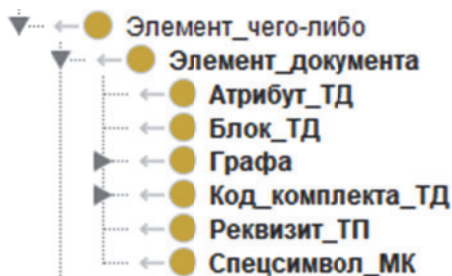 Элемент_чего-либо
Элемент_документа
Атрибут_ТД
Блок_ТД
Графа
Код_комплекта_ТД
Реквизит_ТП
Спецсимвол_МК